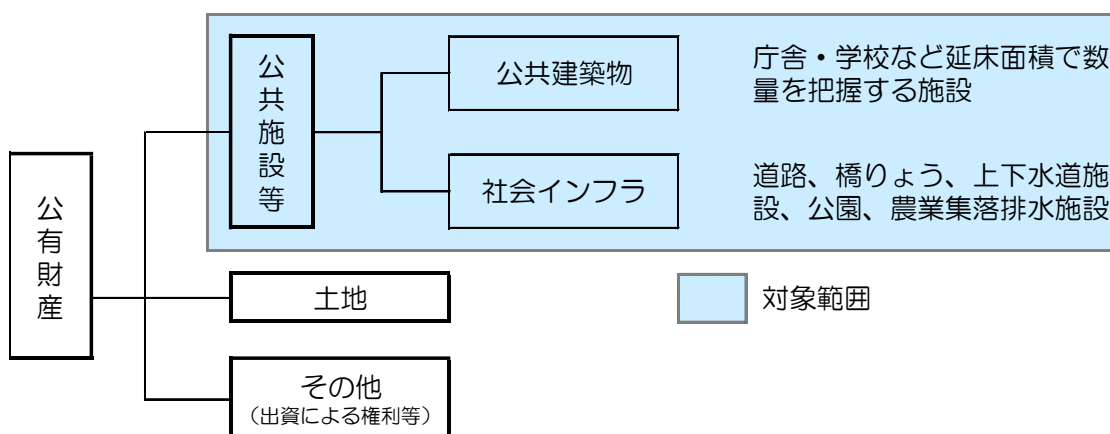 公有財産
公共施設等
公共建築物
庁舎・学校など延床面積で数
量を把握する施設
社会インフラ
道路、橋りょう、上下水道施
設、公園、農業集落排水施設
土地
対象範囲
その他
（出資による権利等）